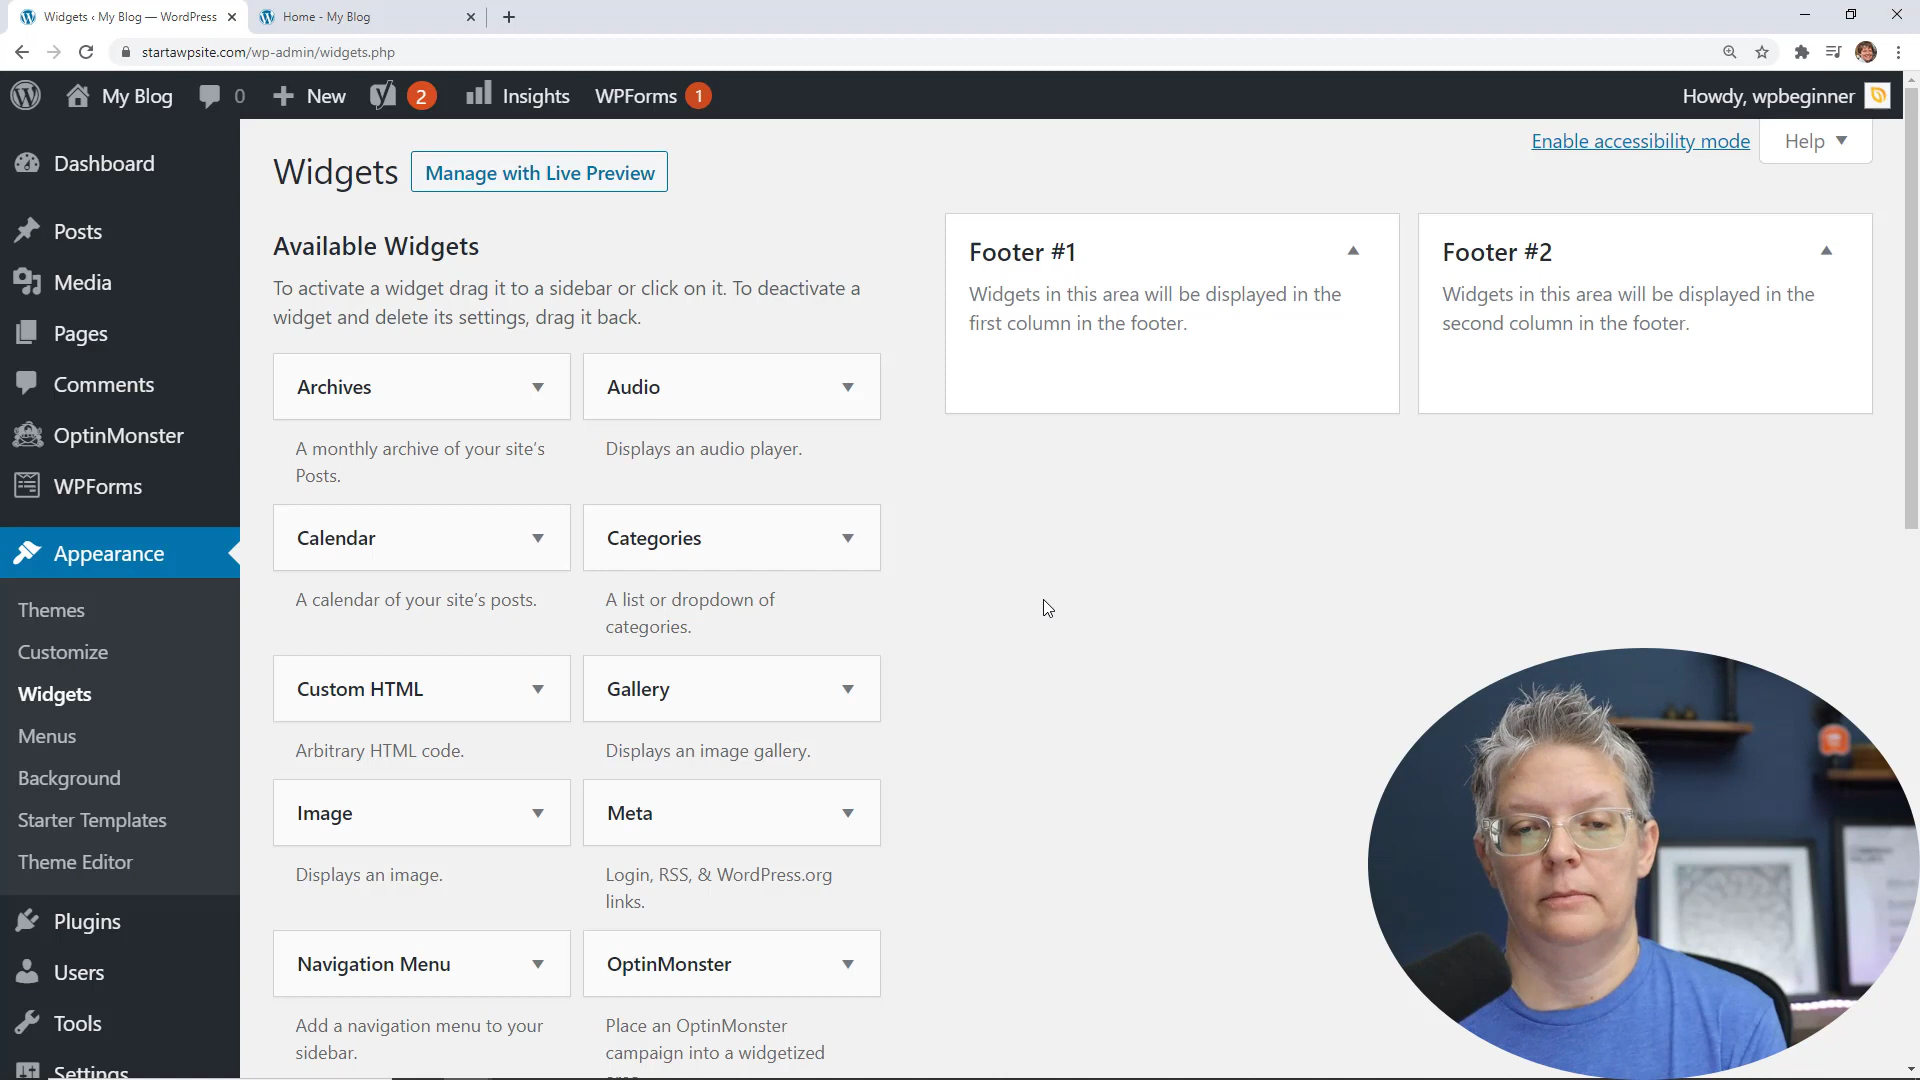 Widgets ‹ My Blog — WordPress
Home - My Blog
startawpsite.com/wp-admin/widgets.php
My Blog
0
New
2
Insights
WPForms
1
Howdy, wpbeginner
Dashboard
Posts
Media
Pages
Comments
OptinMonster
WPForms
Appearance
Themes
Customize
Widgets
Menus
Background
Starter Templates
Theme Editor
Plugins
Users
Tools
Settings
Enable accessibility mode
Help
Widgets
Manage with Live Preview
Available Widgets
To activate a widget drag it to a sidebar or click on it. To deactivate a
widget and delete its settings, drag it back.
Archives
A monthly archive of your site’s
Posts.
Audio
Displays an audio player.
Calendar
A calendar of your site’s posts.
Categories
A list or dropdown of
categories.
Custom HTML
Arbitrary HTML code.
Gallery
Displays an image gallery.
Image
Displays an image.
Meta
Login, RSS, & WordPress.org
links.
Navigation Menu
Add a navigation menu to your
sidebar.
OptinMonster
Place an OptinMonster
campaign into a widgetized
Footer #1
Widgets in this area will be displayed in the
first column in the footer.
Footer #2
Widgets in this area will be displayed in the
second column in the footer.